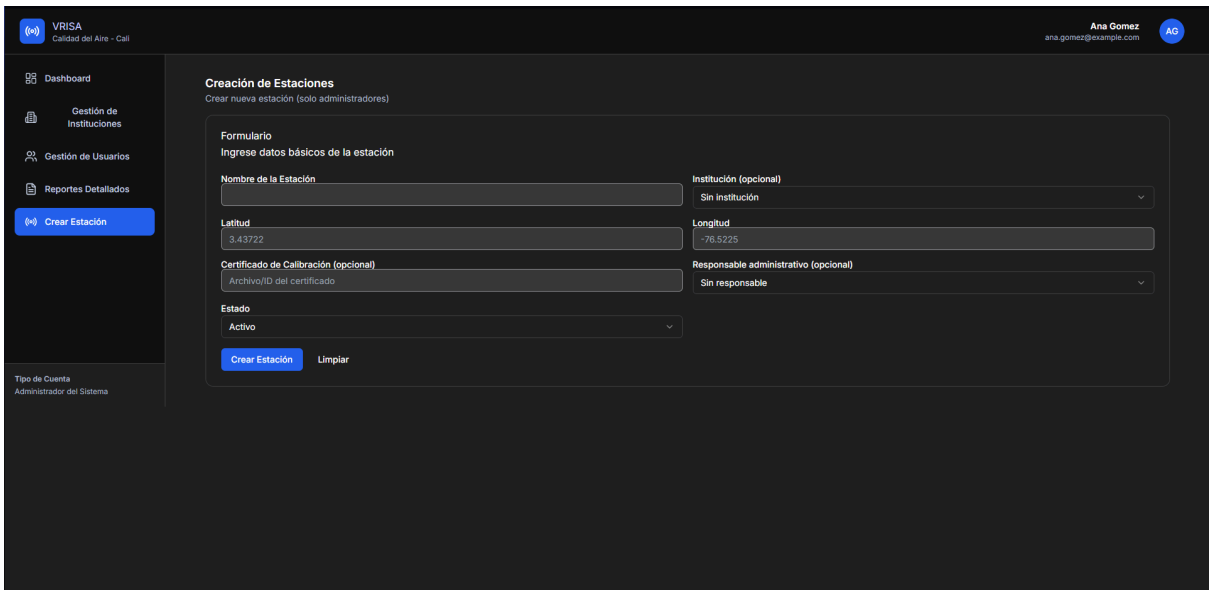 VRISA
Calidad del Aire - Cali
Ana Gomez
ana.gomez@example.com
AG
Dashboard
Gestión de
Instituciones
Gestión de Usuarios
Reportes Detallados
Crear Estación
Tipo de Cuenta
Administrador del Sistema
Creación de Estaciones
Crear nueva estación (solo administradores)
Formulario
Ingrese datos básicos de la estación
Nombre de la Estación
Institución (opcional)
Sin institución
Latitud
3.43722
Longitud
-76.5225
Certificado de Calibración (opcional)
Archivo/ID del certificado
Responsable administrativo (opcional)
Sin responsable
Estado
Activo
Crear Estación
Limpiar